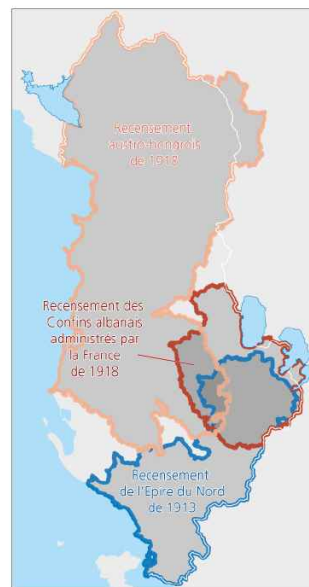 Recensement
austro-hongrois
de 1918
Recensement des
Confins albanais
administrés par
la France
de 1918
Recensement
de l'Epire du Nord
de 1913